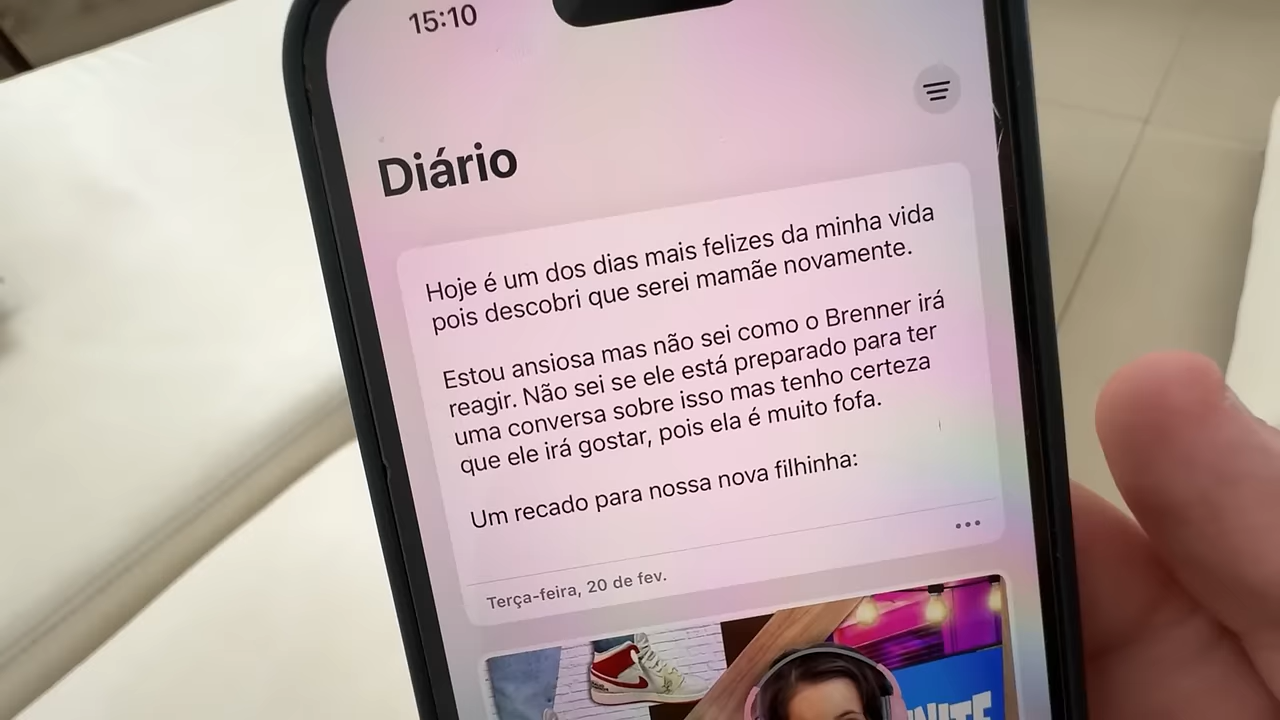 15:10
Diário
Hoje é um dos dias mais felizes da minha vida
pois descobri que serei mamãe novamente.
Estou ansiosa mas não sei como o Brenner irá
reagir. Não sei se ele está preparado para ter
uma conversa sobre isso mas tenho certeza
que ele irá gostar, pois ela é muito fofa.
Um recado para nossa nova filhinha:
Terça-feira, 20 de fev.
NITE